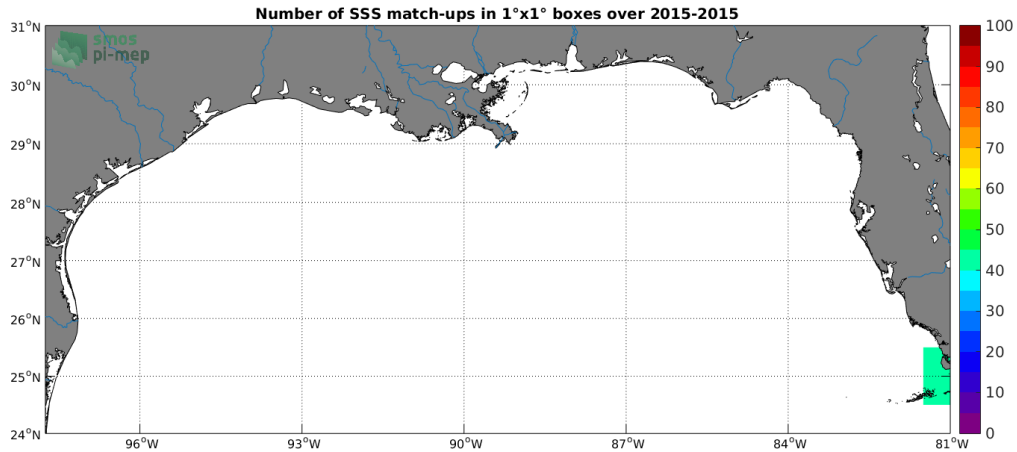 Number of SSS match-ups in 1°x1° boxes over 2015-2015
smos
pi-mep
31°N
30°N
29°N
28°N
27°N
26°N
25°N
24°N
96°W
93°W
90°W
87°W
84°W
81°W
100
90
80
70
60
50
40
30
20
10
0